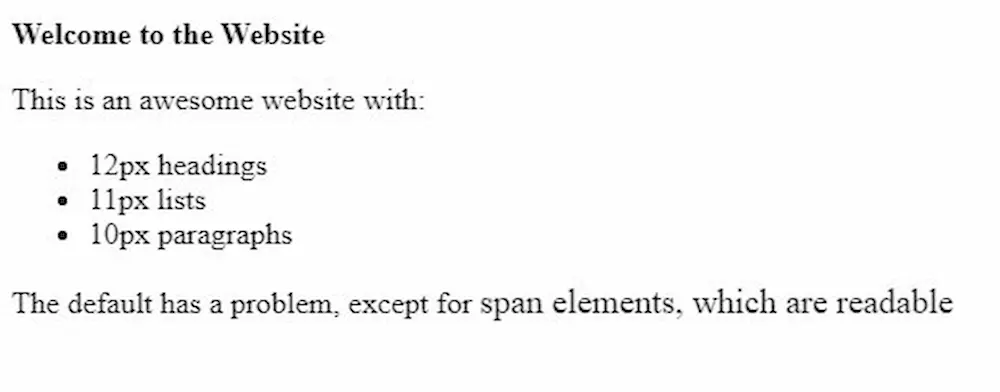 Welcome to the Website
This is an awesome website with:
12px headings
11px lists
10px paragraphs
The default has a problem, except for span elements, which are readable